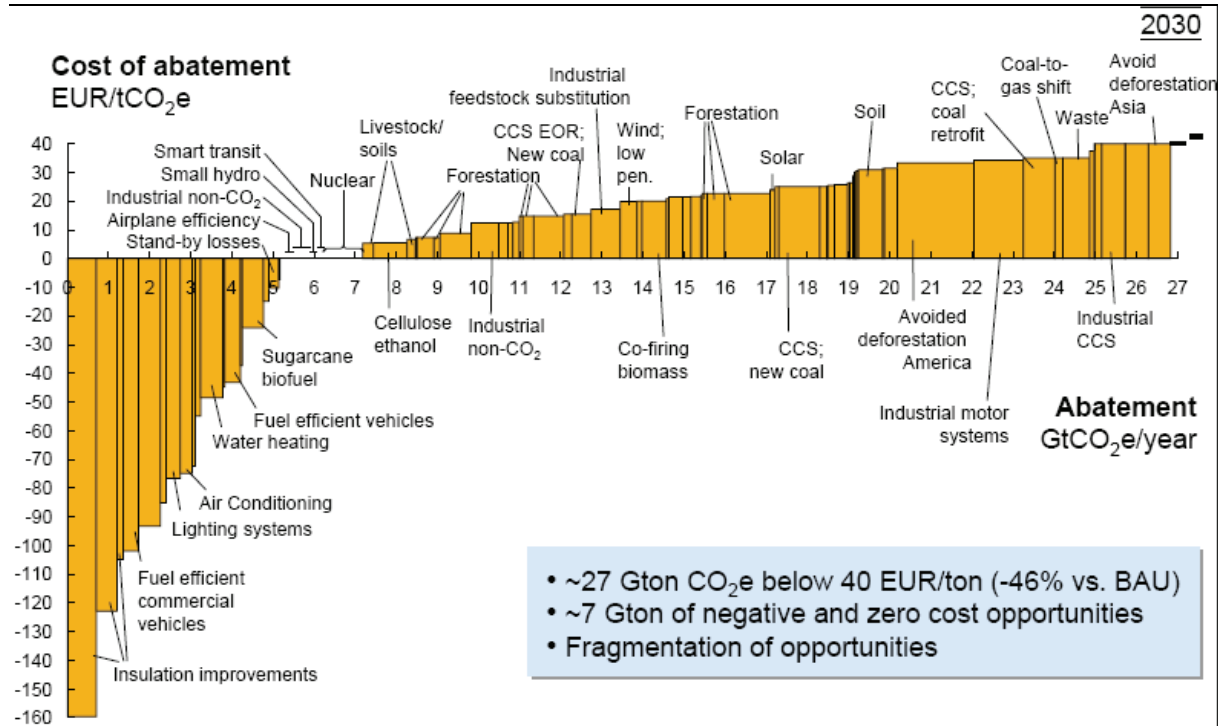 2030
Cost of abatement
EUR/tCO₂e
Industrial
feedstock substitution
Coal-to-
gas shift
Avoid
deforestation
Asia
CCS;
coal
retrofit
Livestock/
soils
CCS EOR;
New coal
Wind;
low
pen.
Forestation
Soil
Waste
Smart transit
Small hydro
Industrial non-CO₂
Airplane efficiency
Stand-by losses
Nuclear
Forestation
Solar
40
30
20
10
0
-10
-20
-30
-40
-50
-60
-70
-80
-90
-100
-110
-120
-130
-140
-150
-160
0 1 2 3 4 5 6 7 8 9 10 11 12 13 14 15 16 17 18 19 20 21 22 23 24 25 26 27
Cellulose
ethanol
Industrial
non-CO₂
Co-firing
biomass
CCS;
new coal
Avoided
deforestation
America
Industrial
CCS
Industrial motor
systems
Abatement
GtCO₂e/year
Sugarcane
biofuel
Fuel efficient vehicles
Water heating
Air Conditioning
Lighting systems
Fuel efficient
commercial
vehicles
Insulation improvements
• ~27 Gton CO₂e below 40 EUR/ton (-46% vs. BAU)
• ~7 Gton of negative and zero cost opportunities
• Fragmentation of opportunities